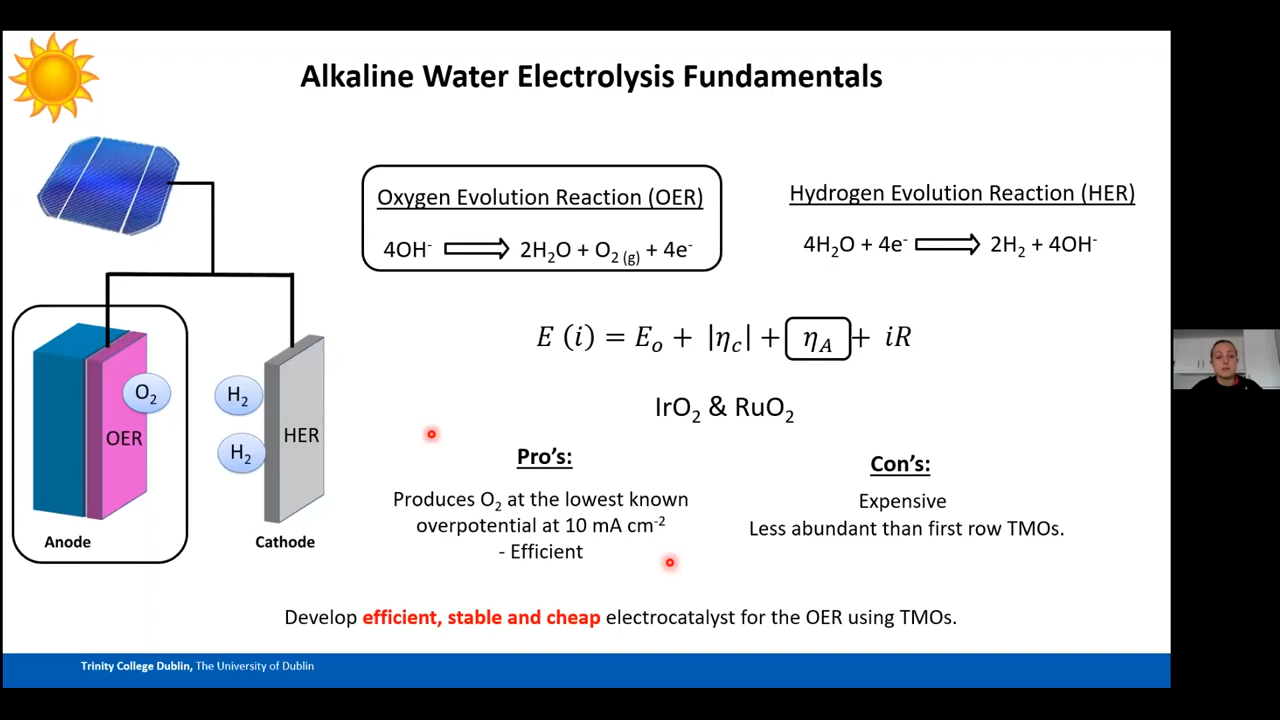 Alkaline Water Electrolysis Fundamentals
Oxygen Evolution Reaction (OER)
4OH⁻ ⟹ 2H₂O + O₂ (g) + 4e⁻
Hydrogen Evolution Reaction (HER)
4H₂O + 4e⁻ ⟹ 2H₂ + 4OH⁻
E (i) = Eₒ + |η_c| + η_A + iR
IrO₂ & RuO₂
O₂
OER
H₂
H₂
HER
Anode
Cathode
Pro's:
Produces O₂ at the lowest known
overpotential at 10 mA cm⁻²
- Efficient
Con's:
Expensive
Less abundant than first row TMOs.
Develop efficient, stable and cheap electrocatalyst for the OER using TMOs.
Trinity College Dublin, The University of Dublin